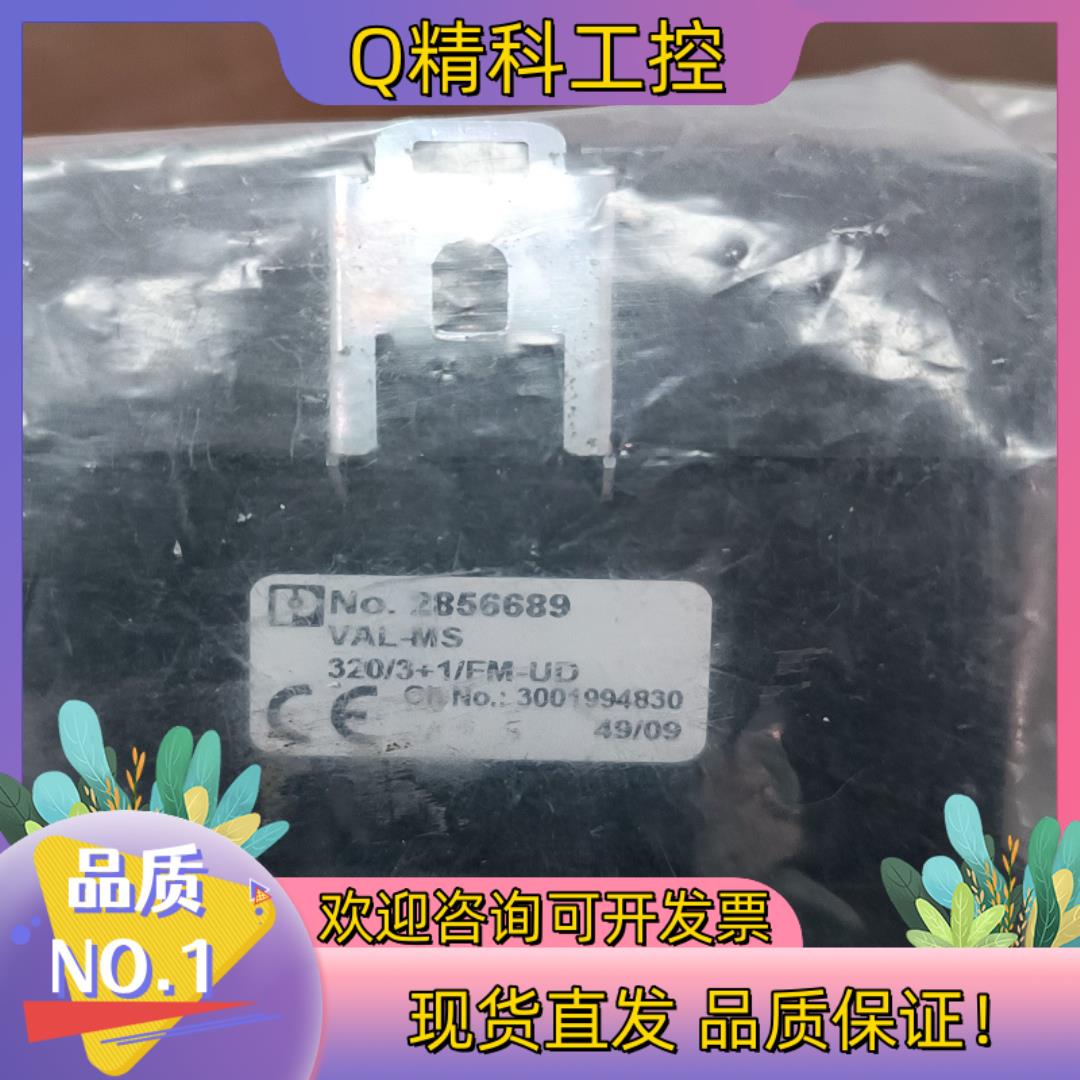 Q精科工控
No. 2856689
VAL-MS
320/3+1/FM-UD
Ch No.: 3001994830
CE
49/09
品质
NO.1
欢迎咨询可开发票
现货直发 品质保证!